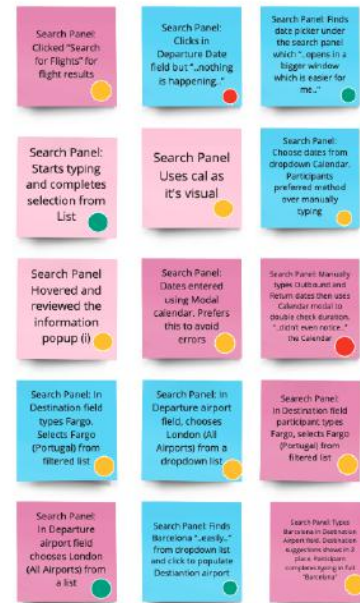 Search Panel:
Clicked "Search
for Flights" for
flight results
Search Panel:
Clicks in
Departure Date
field but "..nothing
is happening.."
Search Panel: Finds
date picker under
the search panel
which "..opens in a
bigger window
which is easier for
me.."
Search Panel:
Starts typing
and completes
selection from
List
Search Panel
Uses cal as
it's visual
Search Panel:
Choose dates from
dropdown Calendar.
Participants
preferred method
over manually
typing
Search Panel
Hovered and
reviewed the
information
popup (i)
Search Panel:
Dates entered
using Modal
calendar. Prefers
this to avoid
errors
Search Panel: Manually
types Outbound and
Return dates then uses
Calendar modal to
double check duration.
"..didn't even notice.."
the Calendar
Search Panel: In
Destination field
types Fargo.
Selects Fargo
(Portugal) from
filtered list
Search Panel: In
Departure airport
field, chooses
London (All
Airports) from a
dropdown list
Search Panel:
In Destination field
participant types
Fargo, selects Fargo
(Portugal) from
filtered list
Search Panel:
In Departure
airport field
chooses London
(All Airports) from
a list
Search Panel: Finds
Barcelona "..easily.."
from dropdown list
and click to populate
Destiantion airport
Search Panel: Types
Barcelona in Destination
Airport field. Destination
suggestions shown in 2
place. Participant
completes typing in full
"Barcelona"